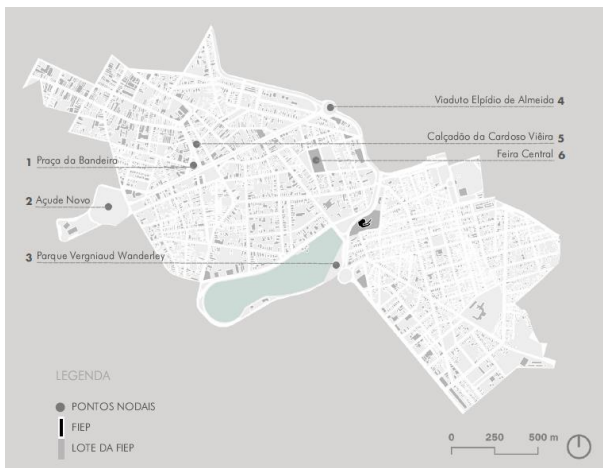 Viaduto Elpídio de Almeida 4
Calçadão da Cardoso Viêira 5
Feira Central 6
1 Praça da Bandeira
2 Açude Novo
3 Parque Vergniaud Wanderley
LEGENDA
PONTOS NODAIS
FIEP
LOTE DA FIEP
0 250 500 m